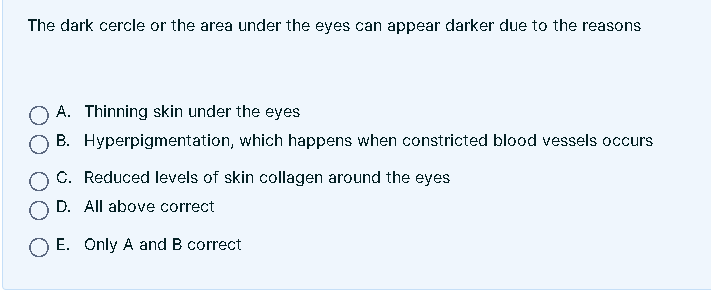 The dark cercle or the area under the eyes can appear darker due to the reasons
A. Thinning skin under the eyes
B. Hyperpigmentation, which happens when constricted blood vessels occurs
C. Reduced levels of skin collagen around the eyes
D. All above correct
E. Only A and B correct